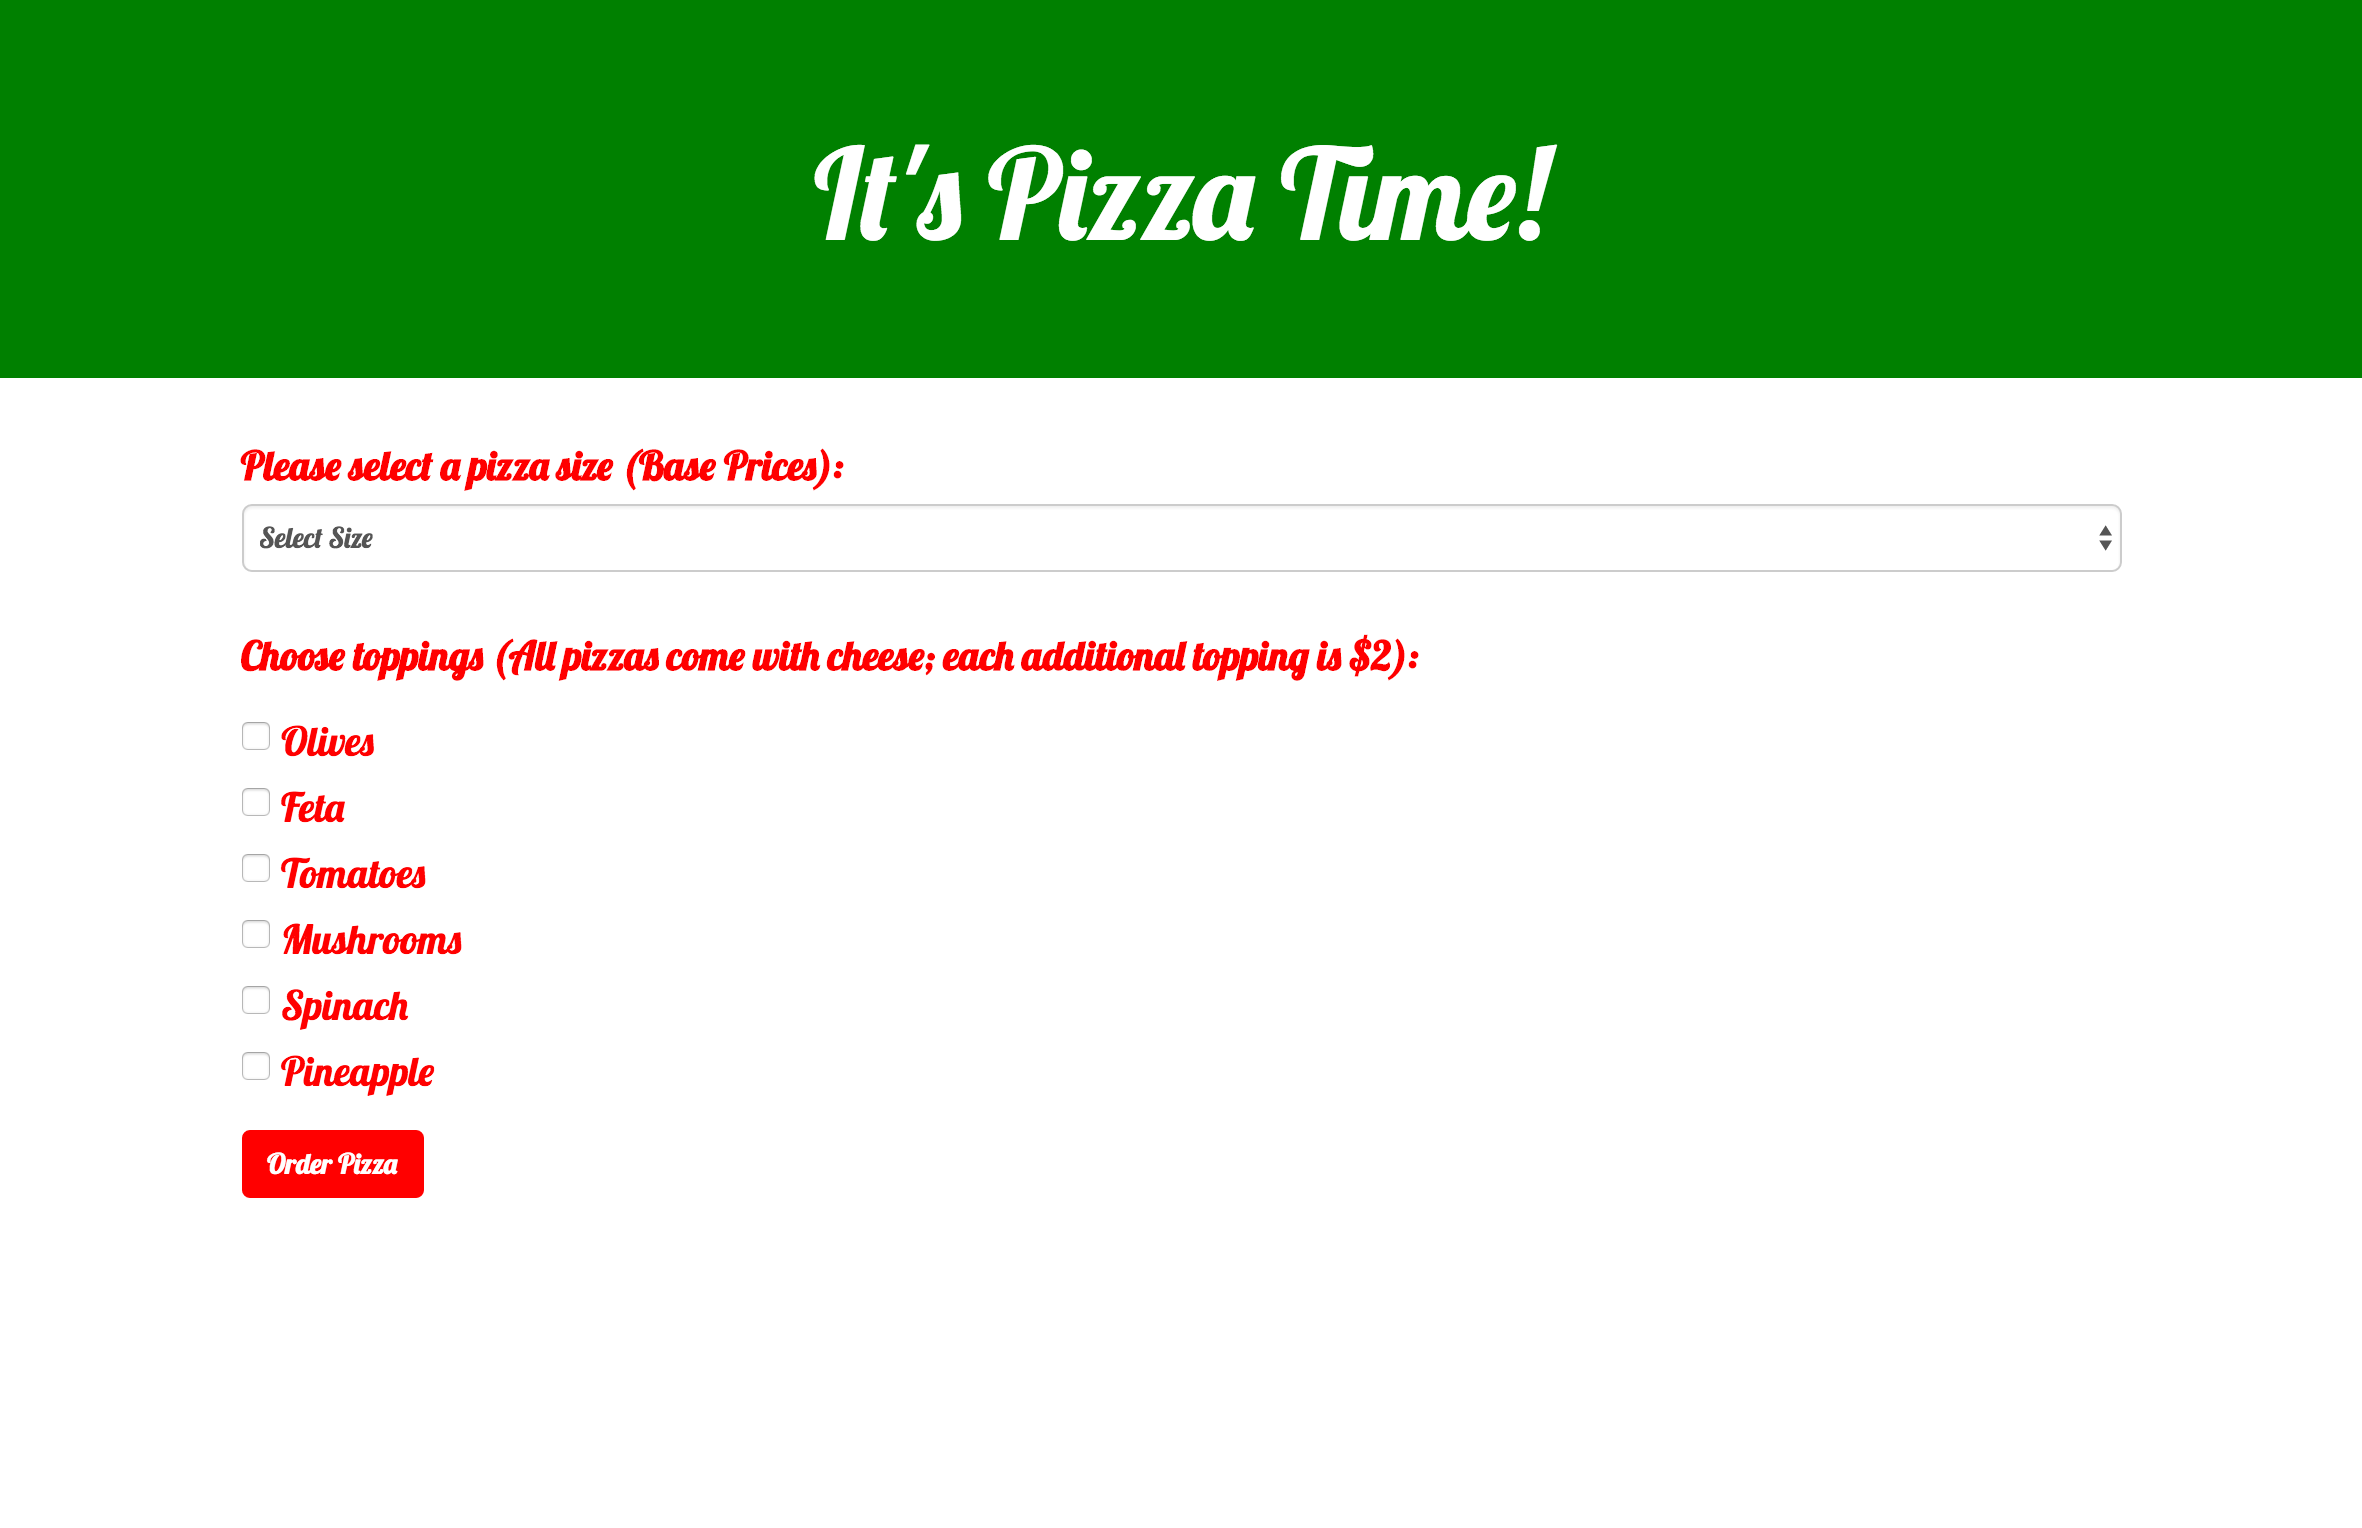 It's Pizza Time!
Please select a pizza size (Base Prices):
Select Size
Choose toppings (All pizzas come with cheese; each additional topping is $2):
Olives
Feta
Tomatoes
Mushrooms
Spinach
Pineapple
Order Pizza